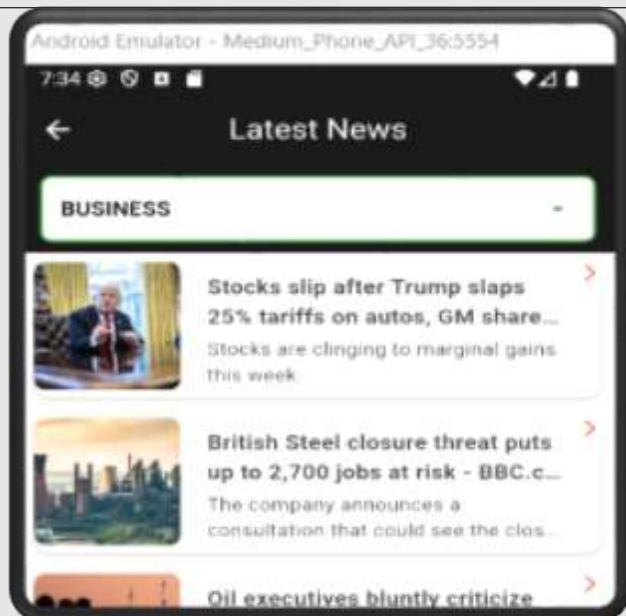 Android Emulator - Medium_Phone_API_36:5554
7:34
Latest News
BUSINESS
Stocks slip after Trump slaps
25% tariffs on autos, GM share...
Stocks are clinging to marginal gains
this week.
British Steel closure threat puts
up to 2,700 jobs at risk - BBC.c...
The company announces a
consultation that could see the clos...
Oil executives bluntly criticize